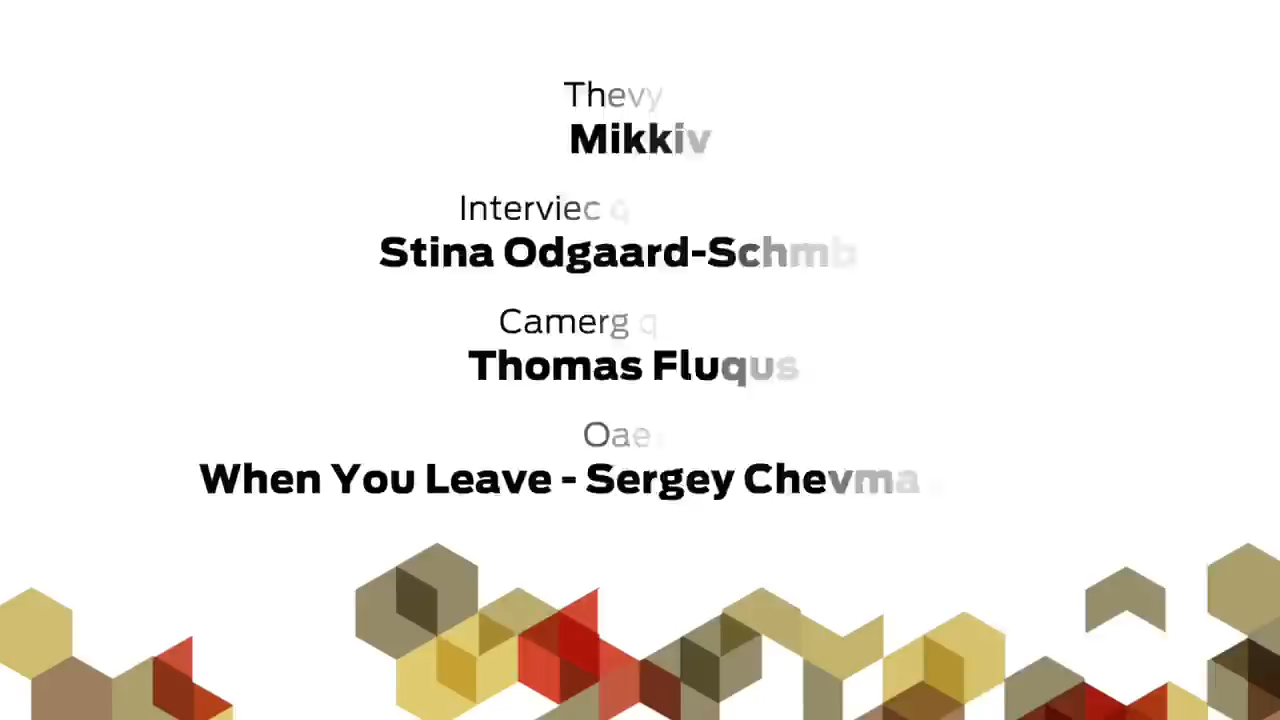 Thevy
Mikkiv
Interviec q
Stina Odgaard-Schmb
Camerg q
Thomas Fluqus
Oae
When You Leave - Sergey Chevma